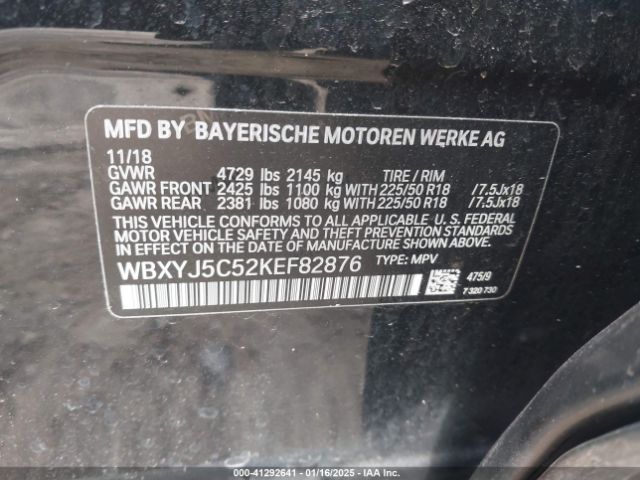 MFD BY BAYERISCHE MOTOREN WERKE AG
11/18
GVWR 4729 lbs 2145 kg TIRE / RIM
GAWR FRONT 2425 lbs 1100 kg WITH 225/50 R18 / 7.5Jx18
GAWR REAR 2381 lbs 1080 kg WITH 225/50 R18 / 7.5Jx18
THIS VEHICLE CONFORMS TO ALL APPLICABLE U. S. FEDERAL
MOTOR VEHICLE SAFETY AND THEFT PREVENTION STANDARDS
IN EFFECT ON THE DATE OF MANUFACTURE SHOWN ABOVE.
WBXYJ5C52KEF82876 TYPE: MPV
475/9
7 320 730
000-41292641 | 01/16/2025 | IAA Inc.